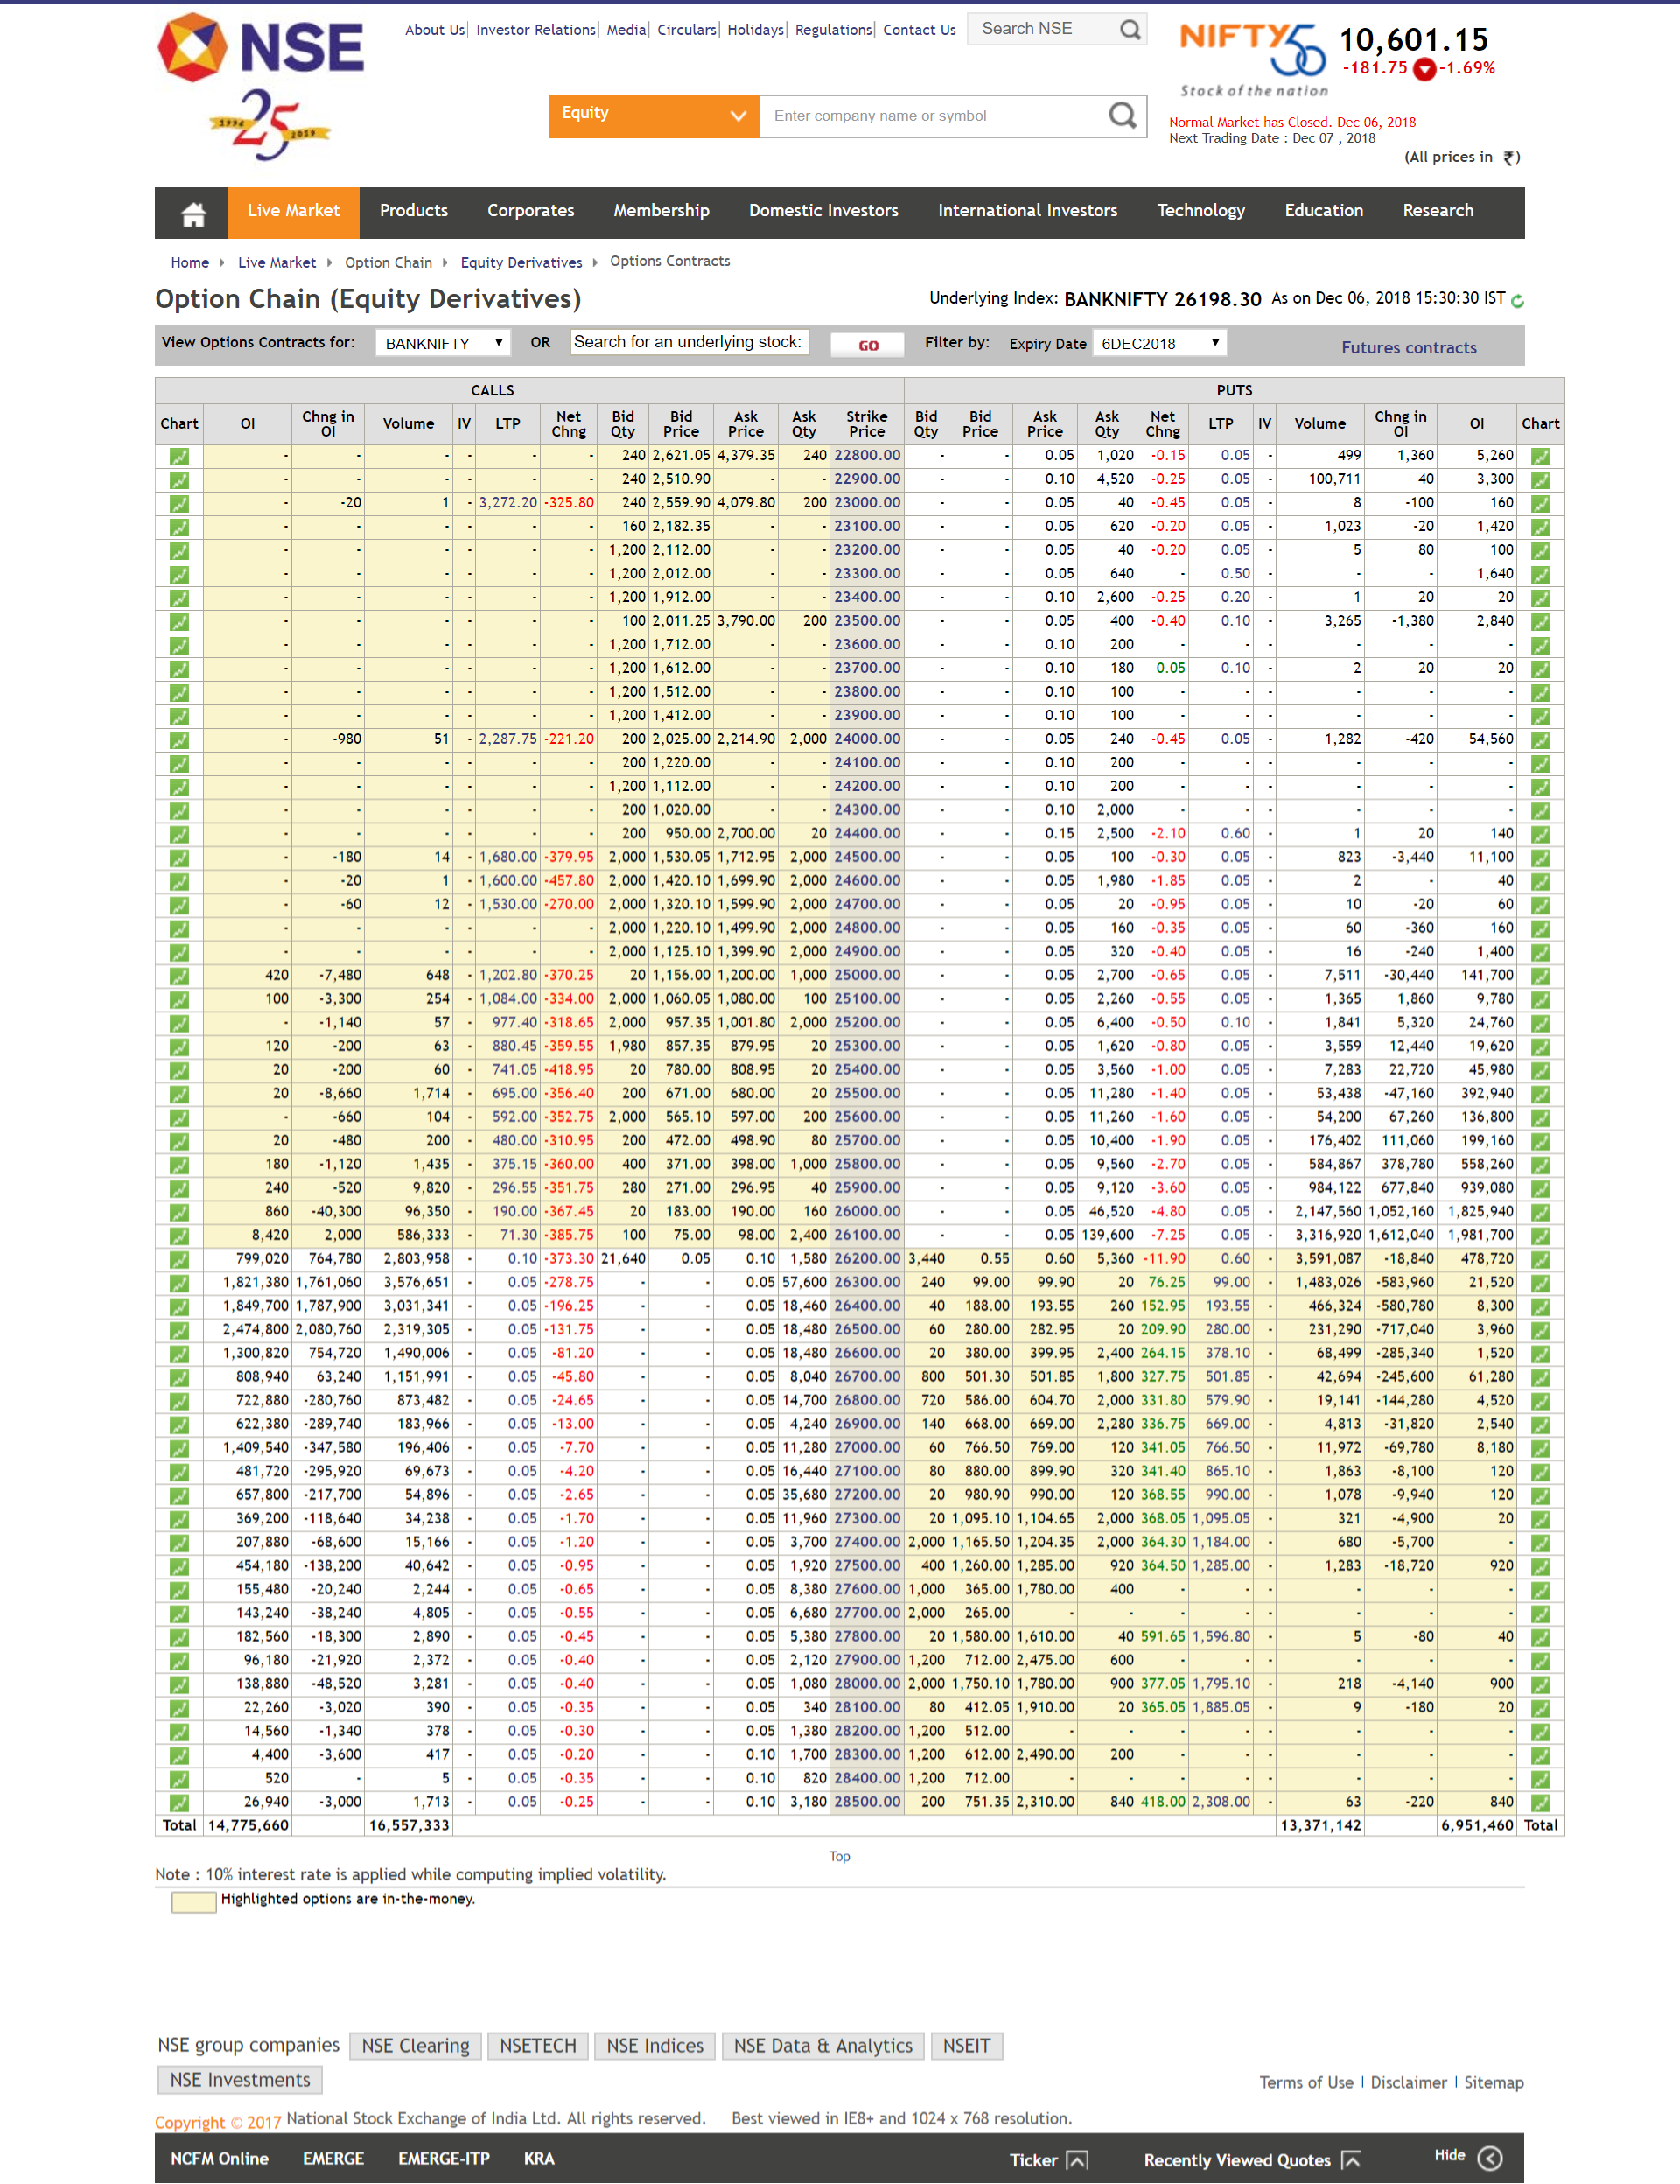 NSE
1994 25 2019
About Us| Investor Relations| Media| Circulars| Holidays| Regulations| Contact Us
Search NSE
Equity
Enter company name or symbol
NIFTY50
Stock of the nation
10,601.15
-181.75 -1.69%
Normal Market has Closed. Dec 06, 2018
Next Trading Date : Dec 07 , 2018
(All prices in ₹)
Live Market Products Corporates Membership Domestic Investors International Investors Technology Education Research
Home Live Market Option Chain Equity Derivatives Options Contracts
Option Chain (Equity Derivatives)
Underlying Index: BANKNIFTY 26198.30 As on Dec 06, 2018 15:30:30 IST
View Options Contracts for: BANKNIFTY OR Search for an underlying stock: GO Filter by: Expiry Date 6DEC2018 Futures contracts
CALLS PUTS
Chart OI Chng in OI Volume IV LTP Net Chng Bid Qty Bid Price Ask Price Ask Qty Strike Price Bid Qty Bid Price Ask Price Ask Qty Net Chng LTP IV Volume Chng in OI OI Chart
- - - - - - 240 2,621.05 4,379.35 240 22800.00 - - 0.05 1,020 -0.15 0.05 - 499 1,360 5,260
- - - - - - 240 2,510.90 - - 22900.00 - - 0.10 4,520 -0.25 0.05 - 100,711 40 3,300
- -20 1 - 3,272.20 -325.80 240 2,559.90 4,079.80 200 23000.00 - - 0.05 40 -0.45 0.05 - 8 -100 160
- - - - - - 160 2,182.35 - - 23100.00 - - 0.05 620 -0.20 0.05 - 1,023 -20 1,420
- - - - - - 1,200 2,112.00 - - 23200.00 - - 0.05 40 -0.20 0.05 - 5 80 100
- - - - - - 1,200 2,012.00 - - 23300.00 - - 0.05 640 - 0.50 - - - 1,640
- - - - - - 1,200 1,912.00 - - 23400.00 - - 0.10 2,600 -0.25 0.20 - 1 20 20
- - - - - - 100 2,011.25 3,790.00 200 23500.00 - - 0.05 400 -0.40 0.10 - 3,265 -1,380 2,840
- - - - - - 1,200 1,712.00 - - 23600.00 - - 0.10 200 - - - - - -
- - - - - - 1,200 1,612.00 - - 23700.00 - - 0.10 180 0.05 0.10 - 2 20 20
- - - - - - 1,200 1,512.00 - - 23800.00 - - 0.10 100 - - - - - -
- - - - - - 1,200 1,412.00 - - 23900.00 - - 0.10 100 - - - - - -
- -980 51 - 2,287.75 -221.20 200 2,025.00 2,214.90 2,000 24000.00 - - 0.05 240 -0.45 0.05 - 1,282 -420 54,560
- - - - - - 200 1,220.00 - - 24100.00 - - 0.10 200 - - - - - -
- - - - - - 1,200 1,112.00 - - 24200.00 - - 0.10 200 - - - - - -
- - - - - - 200 1,020.00 - - 24300.00 - - 0.10 2,000 - - - - - -
- - - - - - 200 950.00 2,700.00 20 24400.00 - - 0.15 2,500 -2.10 0.60 - 1 20 140
- -180 14 - 1,680.00 -379.95 2,000 1,530.05 1,712.95 2,000 24500.00 - - 0.05 100 -0.30 0.05 - 823 -3,440 11,100
- -20 1 - 1,600.00 -457.80 2,000 1,420.10 1,699.90 2,000 24600.00 - - 0.05 1,980 -1.85 0.05 - 2 - 40
- -60 12 - 1,530.00 -270.00 2,000 1,320.10 1,599.90 2,000 24700.00 - - 0.05 20 -0.95 0.05 - 10 -20 60
- - - - - - 2,000 1,220.10 1,499.90 2,000 24800.00 - - 0.05 160 -0.35 0.05 - 60 -360 160
- - - - - - 2,000 1,125.10 1,399.90 2,000 24900.00 - - 0.05 320 -0.40 0.05 - 16 -240 1,400
420 -7,480 648 - 1,202.80 -370.25 20 1,156.00 1,200.00 1,000 25000.00 - - 0.05 2,700 -0.65 0.05 - 7,511 -30,440 141,700
100 -3,300 254 - 1,084.00 -334.00 2,000 1,060.05 1,080.00 100 25100.00 - - 0.05 2,260 -0.55 0.05 - 1,365 1,860 9,780
- -1,140 57 - 977.40 -318.65 2,000 957.35 1,001.80 2,000 25200.00 - - 0.05 6,400 -0.50 0.10 - 1,841 5,320 24,760
120 -200 63 - 880.45 -359.55 1,980 857.35 879.95 20 25300.00 - - 0.05 1,620 -0.80 0.05 - 3,559 12,440 19,620
20 -200 60 - 741.05 -418.95 20 780.00 808.95 20 25400.00 - - 0.05 3,560 -1.00 0.05 - 7,283 22,720 45,980
20 -8,660 1,714 - 695.00 -356.40 200 671.00 680.00 20 25500.00 - - 0.05 11,280 -1.40 0.05 - 53,438 -47,160 392,940
- -660 104 - 592.00 -352.75 2,000 565.10 597.00 200 25600.00 - - 0.05 11,260 -1.60 0.05 - 54,200 67,260 136,800
20 -480 200 - 480.00 -310.95 200 472.00 498.90 80 25700.00 - - 0.05 10,400 -1.90 0.05 - 176,402 111,060 199,160
180 -1,120 1,435 - 375.15 -360.00 400 371.00 398.00 1,000 25800.00 - - 0.05 9,560 -2.70 0.05 - 584,867 378,780 558,260
240 -520 9,820 - 296.55 -351.75 280 271.00 296.95 40 25900.00 - - 0.05 9,120 -3.60 0.05 - 984,122 677,840 939,080
860 -40,300 96,350 - 190.00 -367.45 20 183.00 190.00 160 26000.00 - - 0.05 46,520 -4.80 0.05 - 2,147,560 1,052,160 1,825,940
8,420 2,000 586,333 - 71.30 -385.75 100 75.00 98.00 2,400 26100.00 - - 0.05 139,600 -7.25 0.05 - 3,316,920 1,612,040 1,981,700
799,020 764,780 2,803,958 - 0.10 -373.30 21,640 0.05 0.10 1,580 26200.00 3,440 0.55 0.60 5,360 -11.90 0.60 - 3,591,087 -18,840 478,720
1,821,380 1,761,060 3,576,651 - 0.05 -278.75 - - 0.05 57,600 26300.00 240 99.00 99.90 20 76.25 99.00 - 1,483,026 -583,960 21,520
1,849,700 1,787,900 3,031,341 - 0.05 -196.25 - - 0.05 18,460 26400.00 40 188.00 193.55 260 152.95 193.55 - 466,324 -580,780 8,300
2,474,800 2,080,760 2,319,305 - 0.05 -131.75 - - 0.05 18,480 26500.00 60 280.00 282.95 20 209.90 280.00 - 231,290 -717,040 3,960
1,300,820 754,720 1,490,006 - 0.05 -81.20 - - 0.05 18,480 26600.00 20 380.00 399.95 2,400 264.15 378.10 - 68,499 -285,340 1,520
808,940 63,240 1,151,991 - 0.05 -45.80 - - 0.05 8,040 26700.00 800 501.30 501.85 1,800 327.75 501.85 - 42,694 -245,600 61,280
722,880 -280,760 873,482 - 0.05 -24.65 - - 0.05 14,700 26800.00 720 586.00 604.70 2,000 331.80 579.90 - 19,141 -144,280 4,520
622,380 -289,740 183,966 - 0.05 -13.00 - - 0.05 4,240 26900.00 140 668.00 669.00 2,280 336.75 669.00 - 4,813 -31,820 2,540
1,409,540 -347,580 196,406 - 0.05 -7.70 - - 0.05 11,280 27000.00 60 766.50 769.00 120 341.05 766.50 - 11,972 -69,780 8,180
481,720 -295,920 69,673 - 0.05 -4.20 - - 0.05 16,440 27100.00 80 880.00 899.90 320 341.40 865.10 - 1,863 -8,100 120
657,800 -217,700 54,896 - 0.05 -2.65 - - 0.05 35,680 27200.00 20 980.90 990.00 120 368.55 990.00 - 1,078 -9,940 120
369,200 -118,640 34,238 - 0.05 -1.70 - - 0.05 11,960 27300.00 20 1,095.10 1,104.65 2,000 368.05 1,095.05 - 321 -4,900 20
207,880 -68,600 15,166 - 0.05 -1.20 - - 0.05 3,700 27400.00 2,000 1,165.50 1,204.35 2,000 364.30 1,184.00 - 680 -5,700 -
454,180 -138,200 40,642 - 0.05 -0.95 - - 0.05 1,920 27500.00 400 1,260.00 1,285.00 920 364.50 1,285.00 - 1,283 -18,720 920
155,480 -20,240 2,244 - 0.05 -0.65 - - 0.05 8,380 27600.00 1,000 365.00 1,780.00 400 - - - - - -
143,240 -38,240 4,805 - 0.05 -0.55 - - 0.05 6,680 27700.00 2,000 265.00 - - - - - - - -
182,560 -18,300 2,890 - 0.05 -0.45 - - 0.05 5,380 27800.00 20 1,580.00 1,610.00 40 591.65 1,596.80 - 5 -80 40
96,180 -21,920 2,372 - 0.05 -0.40 - - 0.05 2,120 27900.00 1,200 712.00 2,475.00 600 - - - - - -
138,880 -48,520 3,281 - 0.05 -0.40 - - 0.05 1,080 28000.00 2,000 1,750.10 1,780.00 900 377.05 1,795.10 - 218 -4,140 900
22,260 -3,020 390 - 0.05 -0.35 - - 0.05 340 28100.00 80 412.05 1,910.00 20 365.05 1,885.05 - 9 -180 20
14,560 -1,340 378 - 0.05 -0.30 - - 0.05 1,380 28200.00 1,200 512.00 - - - - - - - -
4,400 -3,600 417 - 0.05 -0.20 - - 0.10 1,700 28300.00 1,200 612.00 2,490.00 200 - - - - - -
520 - 5 - 0.05 -0.35 - - 0.10 820 28400.00 1,200 712.00 - - - - - - - -
26,940 -3,000 1,713 - 0.05 -0.25 - - 0.10 3,180 28500.00 200 751.35 2,310.00 840 418.00 2,308.00 - 63 -220 840
Total 14,775,660 16,557,333 13,371,142 6,951,460 Total
Top
Note : 10% interest rate is applied while computing implied volatility.
Highlighted options are in-the-money.
NSE group companies NSE Clearing NSETECH NSE Indices NSE Data & Analytics NSEIT
NSE Investments
Terms of Use | Disclaimer | Sitemap
Copyright © 2017 National Stock Exchange of India Ltd. All rights reserved. Best viewed in IE8+ and 1024 x 768 resolution.
NCFM Online EMERGE EMERGE-ITP KRA Ticker Recently Viewed Quotes Hide